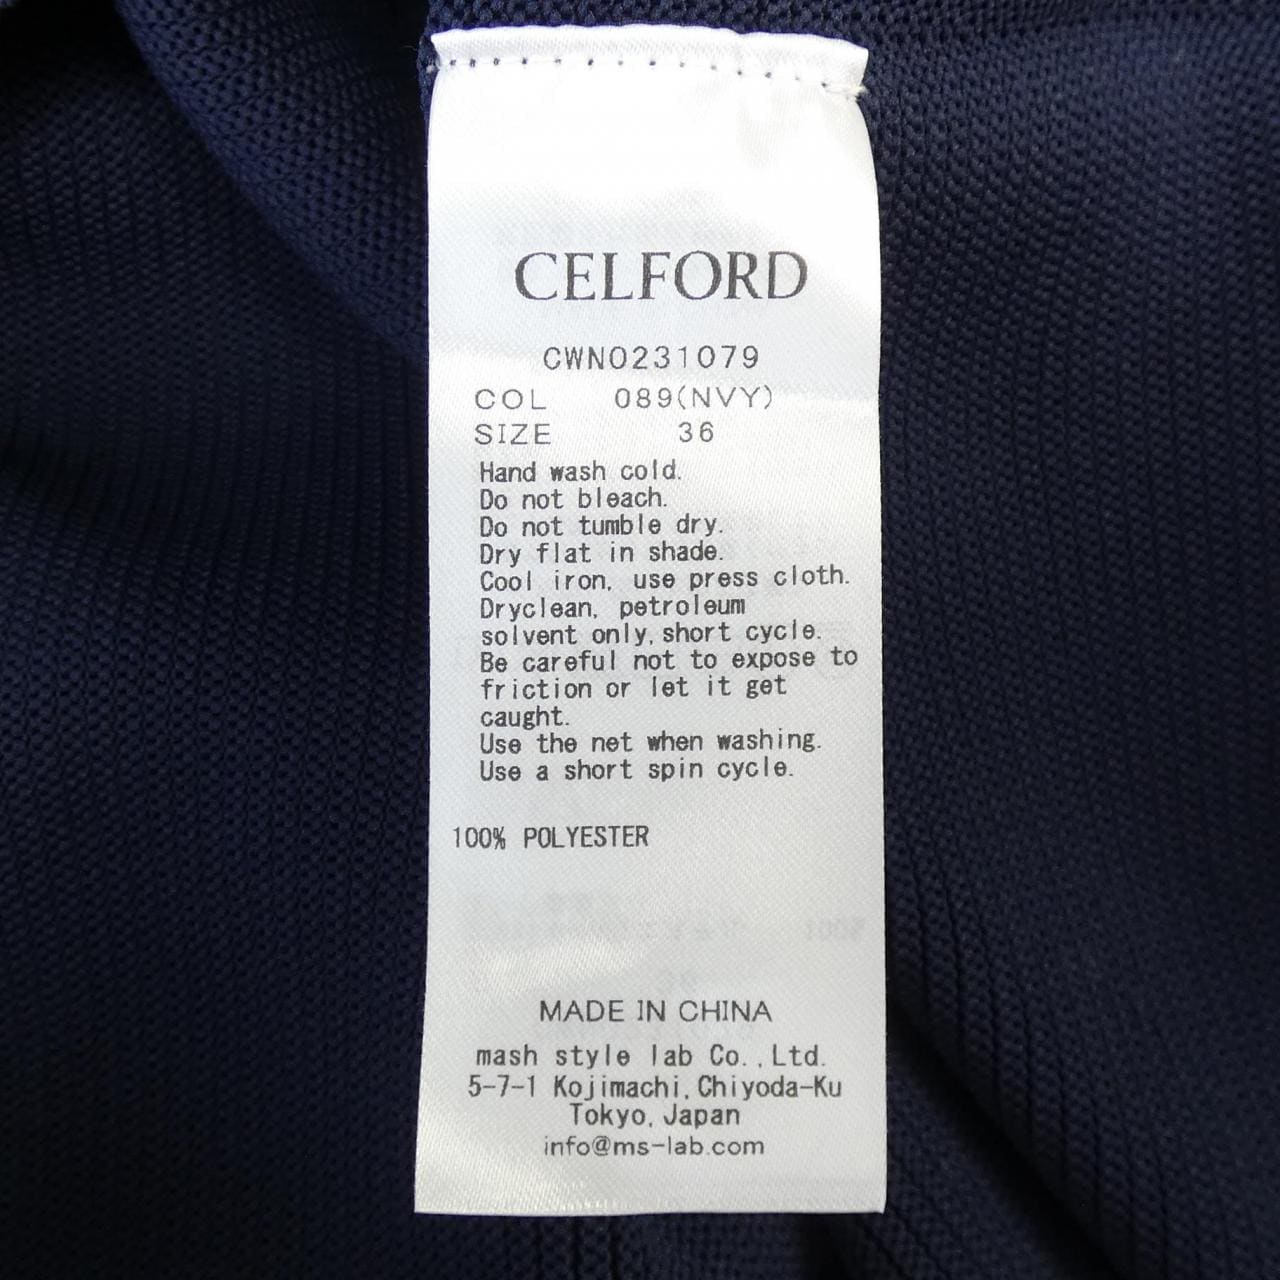 CELFORD
CWNO231079
COL 089(NVY)
SIZE 36
Hand wash cold.
Do not bleach.
Do not tumble dry.
Dry flat in shade.
Cool iron, use press cloth.
Dryclean, petroleum
solvent only, short cycle.
Be careful not to expose to
friction or let it get
caught.
Use the net when washing.
Use a short spin cycle.
100% POLYESTER
MADE IN CHINA
mash style lab Co.,Ltd.
5-7-1 Kojimachi, Chiyoda-Ku
Tokyo, Japan
info@ms-lab.com